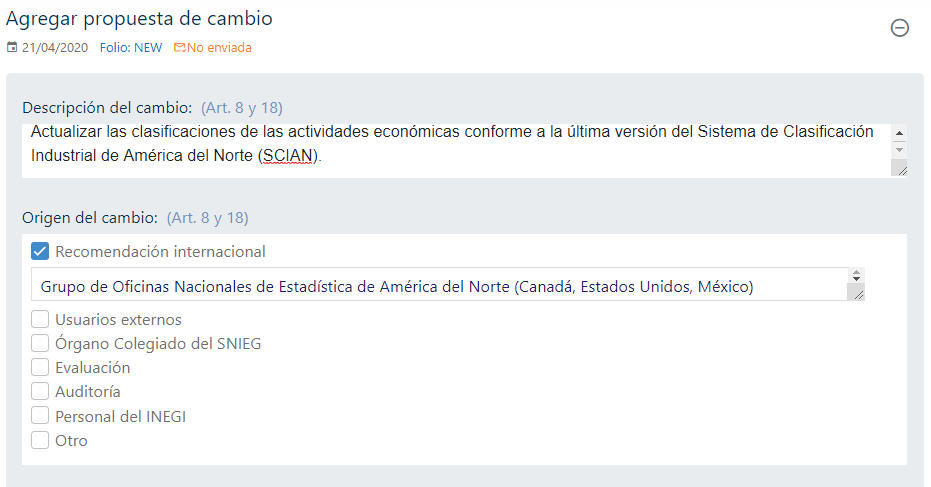 Agregar propuesta de cambio
21/04/2020 Folio: NEW No enviada
Descripción del cambio: (Art. 8 y 18)
Actualizar las clasificaciones de las actividades económicas conforme a la última versión del Sistema de Clasificación
Industrial de América del Norte (SCIAN).
Origen del cambio: (Art. 8 y 18)
Recomendación internacional
Grupo de Oficinas Nacionales de Estadística de América del Norte (Canadá, Estados Unidos, México)
Usuarios externos
Órgano Colegiado del SNIEG
Evaluación
Auditoría
Personal del INEGI
Otro